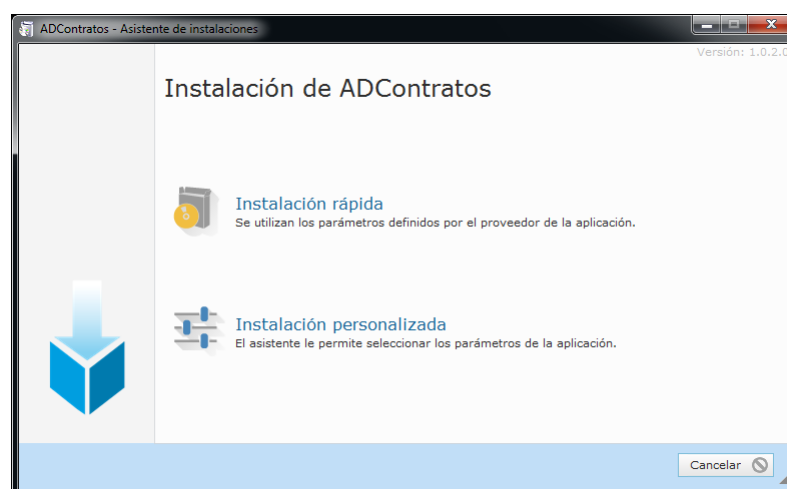 ADContratos - Asistente de instalaciones
Versión: 1.0.2.0
Instalación de ADContratos
Instalación rápida
Se utilizan los parámetros definidos por el proveedor de la aplicación.
Instalación personalizada
El asistente le permite seleccionar los parámetros de la aplicación.
Cancelar